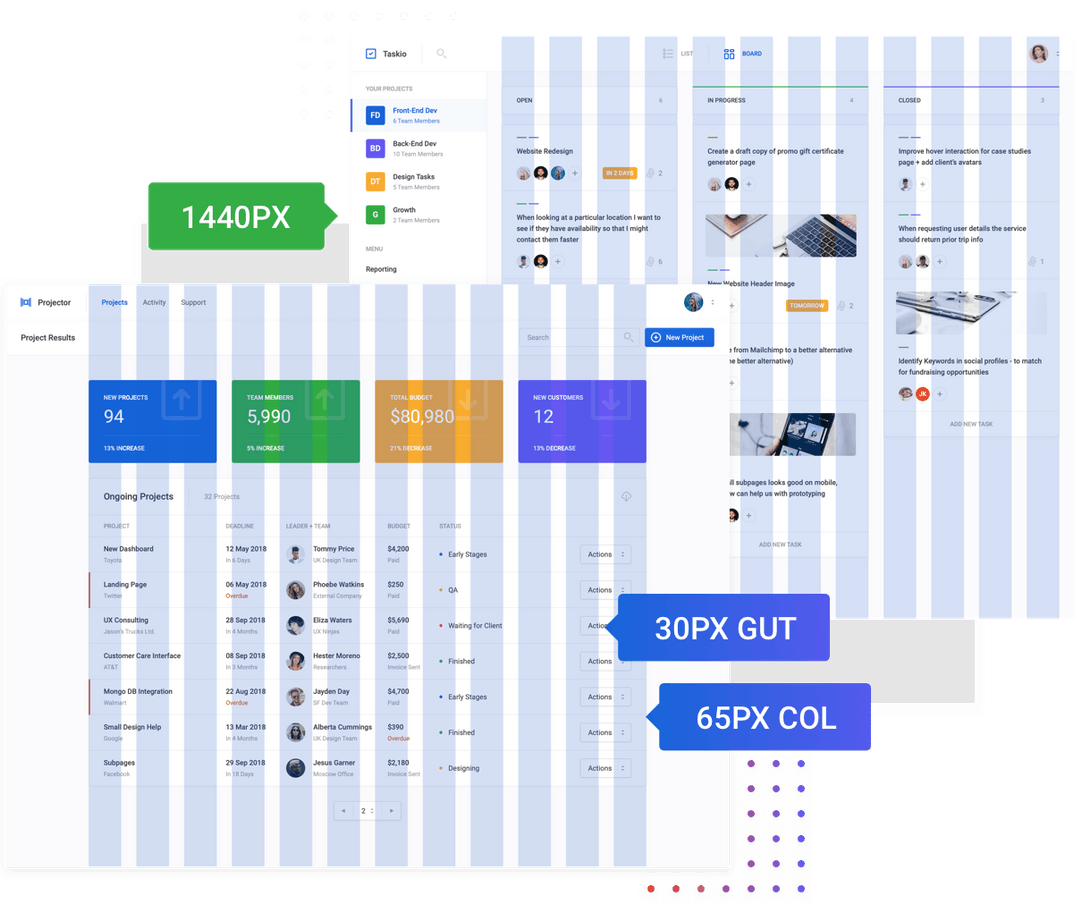 Taskio
LIST
BOARD
YOUR PROJECTS
FD
Front-End Dev
6 Team Members
BD
Back-End Dev
10 Team Members
DT
Design Tasks
5 Team Members
G
Growth
2 Team Members
MENU
Reporting
OPEN
6
Website Redesign
IN 2 DAYS
2
When looking at a particular location I want to
see if they have availability so that I might
contact them faster
6
IN PROGRESS
4
Create a draft copy of promo gift certificate
generator page
New Website Header Image
TOMORROW
2
from Mailchimp to a better alternative
better alternative)
subpages looks good on mobile,
can help us with prototyping
ADD NEW TASK
CLOSED
3
Improve hover interaction for case studies
page + add client's avatars
When requesting user details the service
should return prior trip info
1
Identify Keywords in social profiles - to match
for fundraising opportunities
JK
ADD NEW TASK
1440PX
Projector
Projects
Activity
Support
Project Results
Search
New Project
NEW PROJECTS
94
13% INCREASE
TEAM MEMBERS
5,990
5% INCREASE
TOTAL BUDGET
$80,980
21% DECREASE
NEW CUSTOMERS
12
13% DECREASE
Ongoing Projects
32 Projects
PROJECT DEADLINE LEADER + TEAM BUDGET STATUS
New Dashboard 12 May 2018 Tommy Price $4,200 Early Stages Actions
Toyota In 6 Days UK Design Team Paid
Landing Page 06 May 2018 Phoebe Watkins $250 QA Actions
Twitter Overdue External Company Paid
UX Consulting 28 Sep 2018 Eliza Waters $5,690 Waiting for Client
Jason's Trucks Ltd. In 4 Months UX Ninjas Paid
Customer Care Interface 08 Sep 2018 Hester Moreno $2,500 Finished Actions
AT&T In 3 Months Researchers Invoice Sent
Mongo DB Integration 22 Aug 2018 Jayden Day $4,700 Early Stages Actions
Walmart Overdue SF Dev Team Paid
Small Design Help 13 Mar 2018 Alberta Cummings $390 Finished Actions
Google In 4 Months UK Design Team Overdue
Subpages 29 Sep 2018 Jesus Garner $2,180 Designing Actions
Facebook In 18 Days Moscow Office Invoice Sent
2
30PX GUT
65PX COL